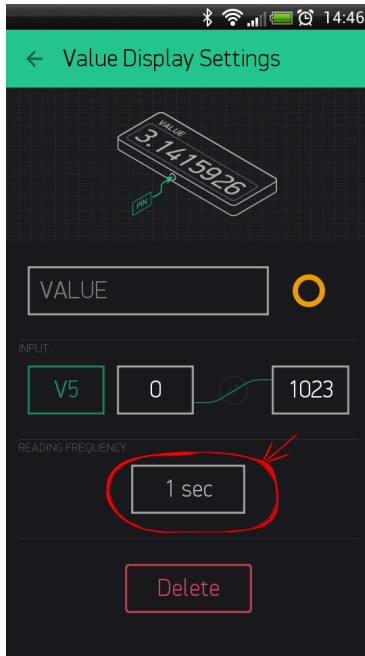 14:46
Value Display Settings
VALUE
3.1415926
PIN
VALUE
INPUT
V5 0 1023
READING FREQUENCY
1 sec
Delete